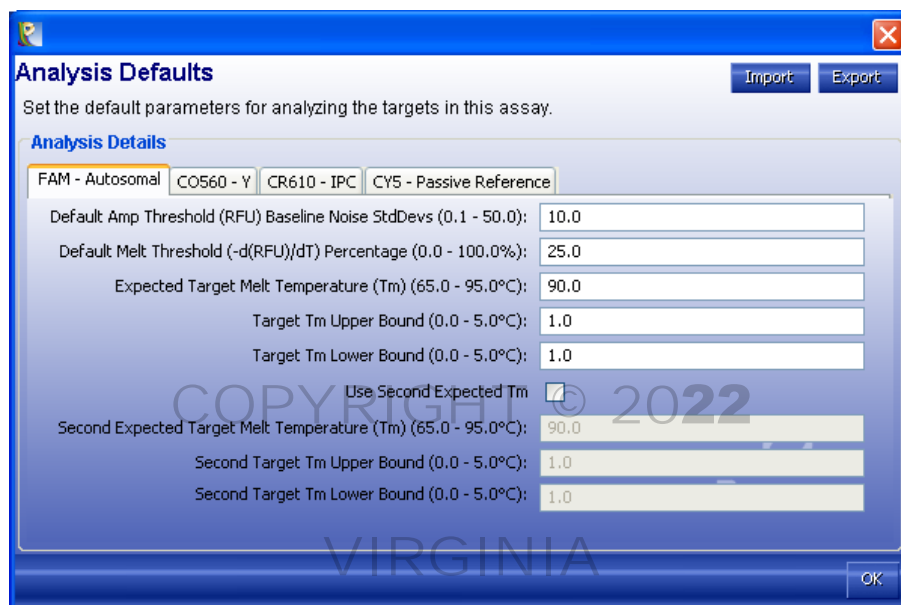 Analysis Defaults
Import Export
Set the default parameters for analyzing the targets in this assay.
Analysis Details
FAM - Autosomal CO560 - Y CR610 - IPC CY5 - Passive Reference
Default Amp Threshold (RFU) Baseline Noise StdDevs (0.1 - 50.0): 10.0
Default Melt Threshold (-d(RFU)/dT) Percentage (0.0 - 100.0%): 25.0
Expected Target Melt Temperature (Tm) (65.0 - 95.0°C): 90.0
Target Tm Upper Bound (0.0 - 5.0°C): 1.0
Target Tm Lower Bound (0.0 - 5.0°C): 1.0
Use Second Expected Tm
COPYRIGHT © 2022
Second Expected Target Melt Temperature (Tm) (65.0 - 95.0°C): 90.0
Second Target Tm Upper Bound (0.0 - 5.0°C): 1.0
Second Target Tm Lower Bound (0.0 - 5.0°C): 1.0
VIRGINIA
OK